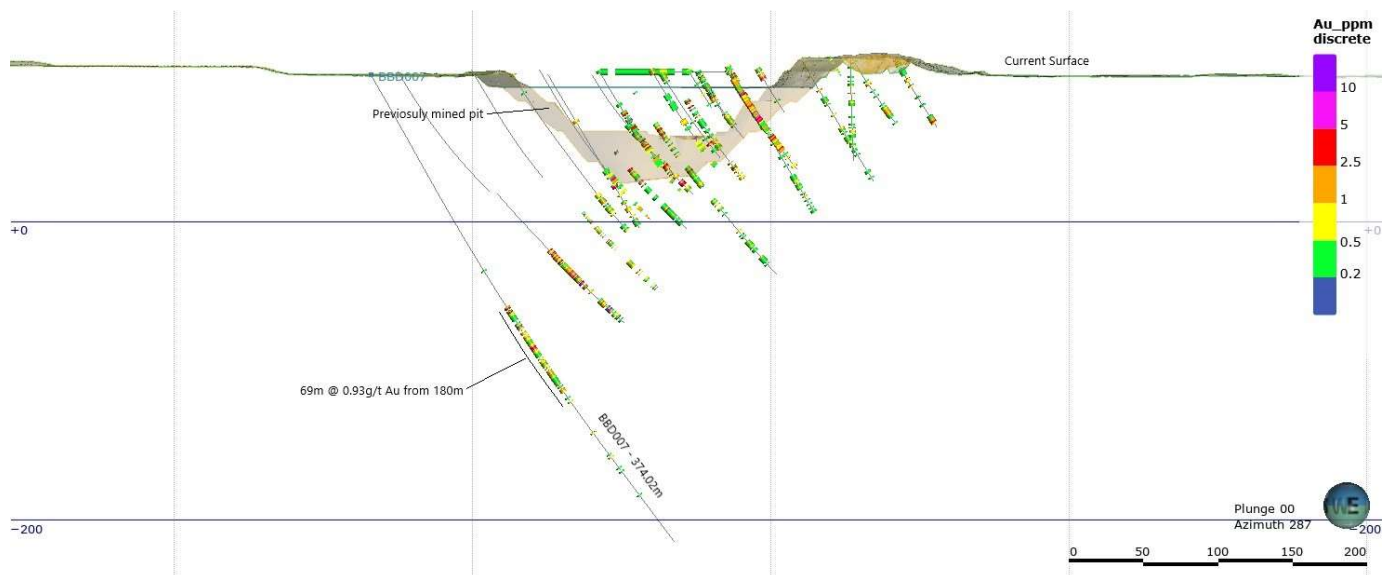 Au_ppm
discrete
10
5
2.5
1
0.5
0.2
Current Surface
BBD007
Previosuly mined pit
+0
+0
69m @ 0.93g/t Au from 180m
BBD007 - 374.02m
-200
-200
Plunge 00
Azimuth 287
0 50 100 150 200